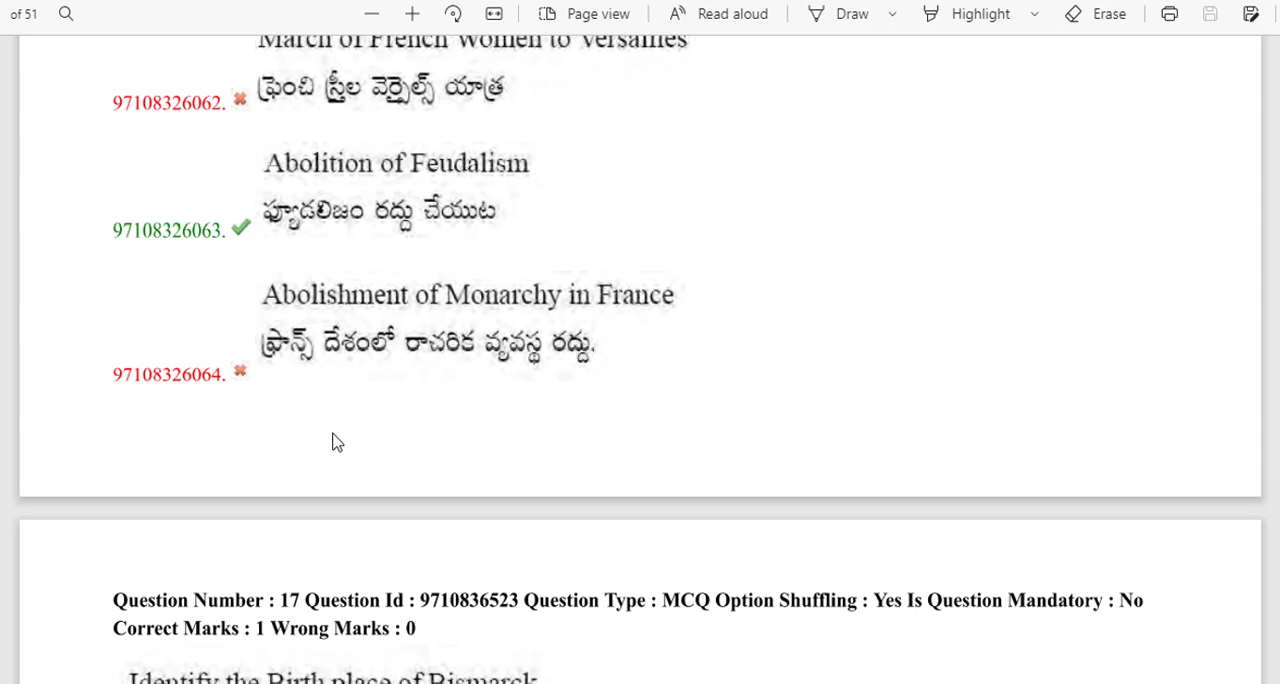 of 51 Page view Read aloud Draw Highlight Erase
March of French Women to Versailles
ఫ్రెంచి స్త్రీల వెర్సైల్స్ యాత్ర
97108326062.
Abolition of Feudalism
ఫ్యూడలిజం రద్దు చేయుట
97108326063.
Abolishment of Monarchy in France
ఫ్రాన్స్ దేశంలో రాచరిక వ్యవస్థ రద్దు.
97108326064.
Question Number : 17 Question Id : 9710836523 Question Type : MCQ Option Shuffling : Yes Is Question Mandatory : No
Correct Marks : 1 Wrong Marks : 0
Identify the Birth place of Bismarck